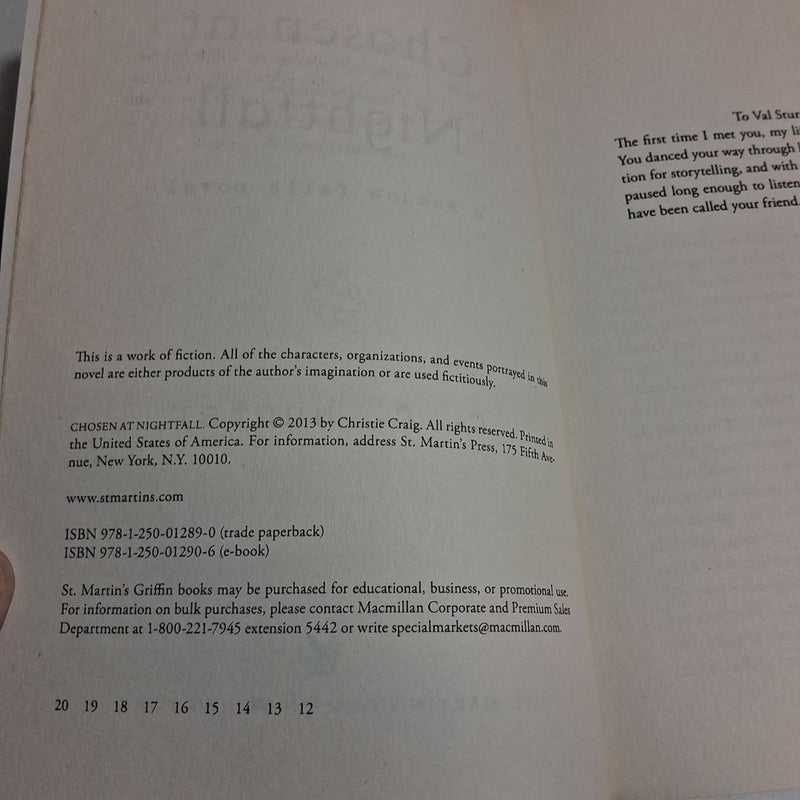 This is a work of fiction. All of the characters, organizations, and events portrayed in this
novel are either products of the author's imagination or are used fictitiously.
CHOSEN AT NIGHTFALL. Copyright © 2013 by Christie Craig. All rights reserved. Printed in
the United States of America. For information, address St. Martin's Press, 175 Fifth Ave-
nue, New York, N.Y. 10010.
www.stmartins.com
ISBN 978-1-250-01289-0 (trade paperback)
ISBN 978-1-250-01290-6 (e-book)
St. Martin's Griffin books may be purchased for educational, business, or promotional use.
For information on bulk purchases, please contact Macmillan Corporate and Premium Sales
Department at 1-800-221-7945 extension 5442 or write specialmarkets@macmillan.com.
20 19 18 17 16 15 14 13 12
To Val
The first time I met you, my
You danced your way through
tion for storytelling, and with
paused long enough to listen
have been called your friend.